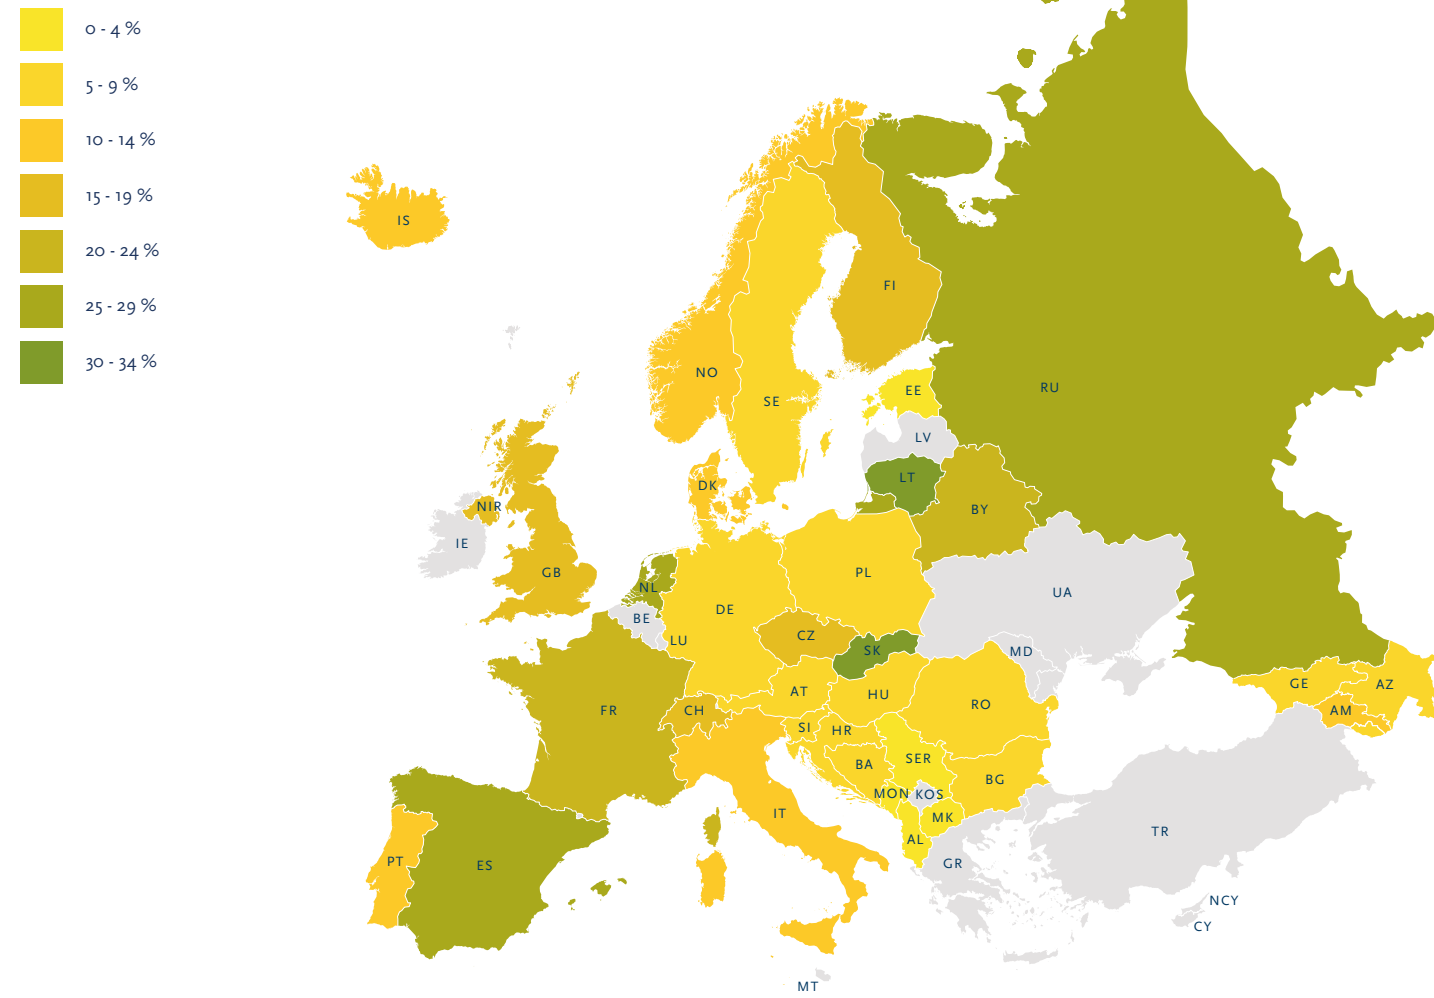 0 - 4 %
5 - 9 %
10 - 14 %
15 - 19 %
20 - 24 %
25 - 29 %
30 - 34 %
IS
FI
NO
RU
EE
SE
LV
LT
DK
NIR
BY
IE
GB
PL
NL
UA
DE
BE
CZ
LU
SK
MD
GE
AZ
AT
HU
RO
FR
CH
AM
SI
HR
SER
BA
BG
MON
KOS
IT
MK
TR
AL
PT
ES
GR
NCY
CY
MT